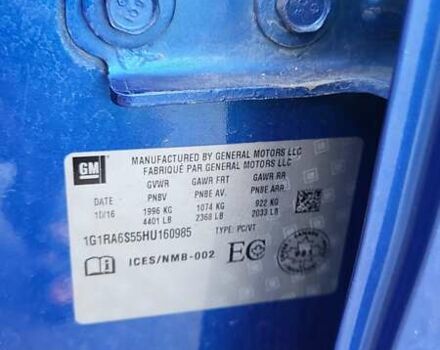 GM
MANUFACTURED BY GENERAL MOTORS LLC
FABRIQUÉ PAR GENERAL MOTORS LLC
GVWR GAWR FRT GAWR RR
PNBV PNBE AV. PNBE ARR
10/16 1996 KG 1074 KG 922 KG
4401 LB 2368 LB 2033 LB
1G1RA6S55HU160985 TYPE: PC/VT
ICES/NMB-002 EC